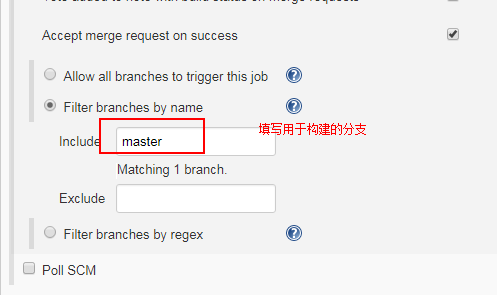 Accept merge request on success
Allow all branches to trigger this job
Filter branches by name
填写用于构建的分支
Include master
Matching 1 branch.
Exclude
Filter branches by regex
Poll SCM